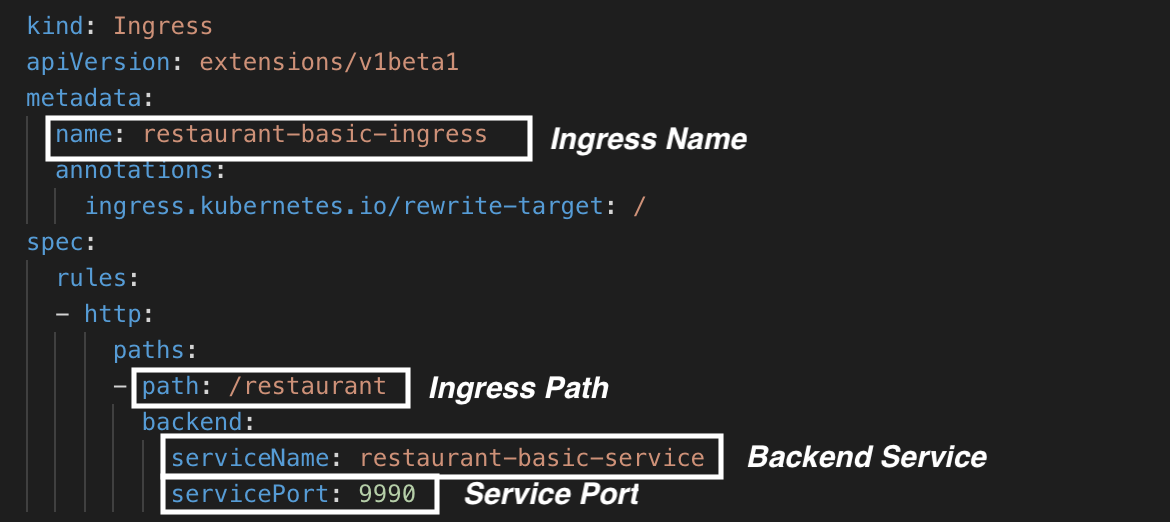 kind: Ingress
apiVersion: extensions/v1beta1
metadata:
name: restaurant-basic-ingress Ingress Name
annotations:
ingress.kubernetes.io/rewrite-target: /
spec:
rules:
- http:
paths:
- path: /restaurant Ingress Path
backend:
serviceName: restaurant-basic-service Backend Service
servicePort: 9990 Service Port